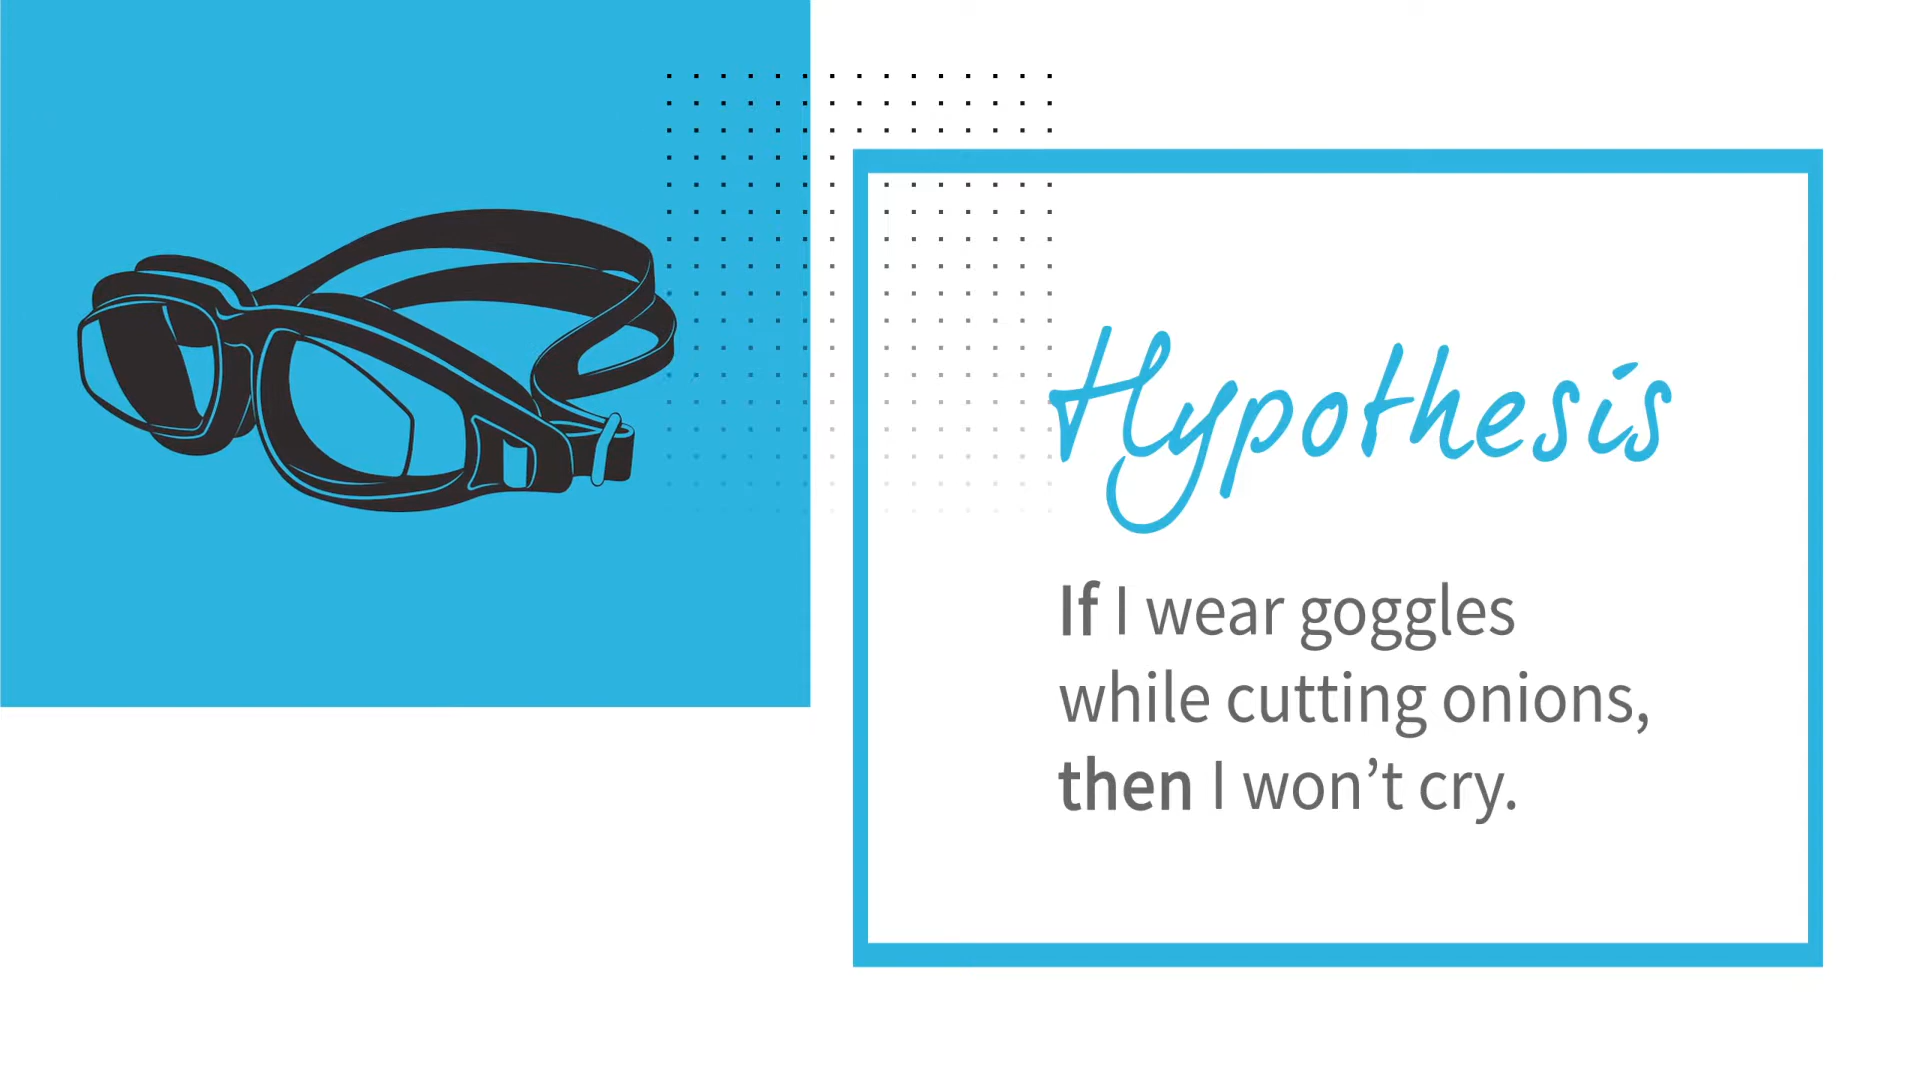 Hypothesis
If I wear goggles
while cutting onions,
then I won’t cry.